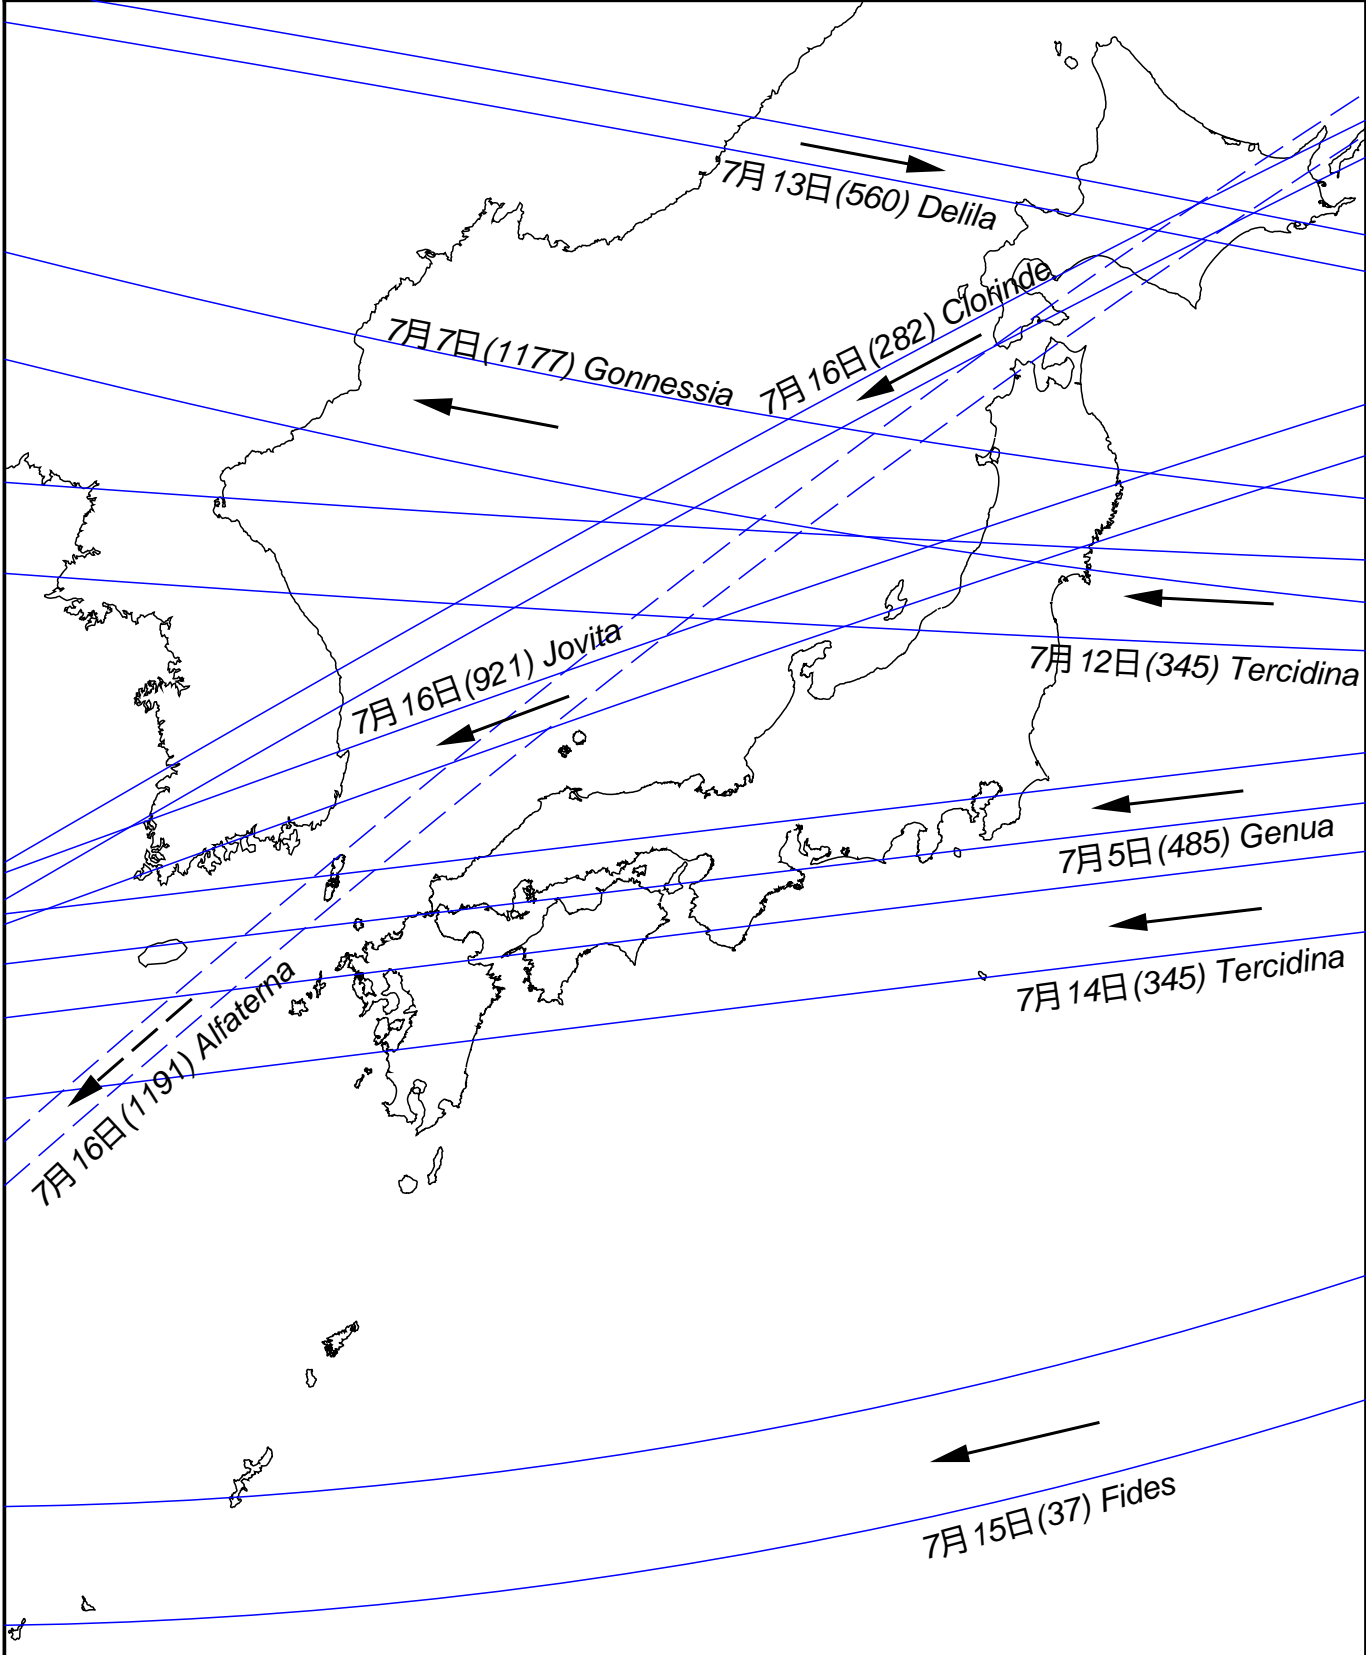 7月13日(560) Delila
7月16日(282) Clorinde
7月7日(1177) Gonnessia
7月16日(921) Jovita
7月12日(345) Tercidina
7月5日(485) Genua
7月14日(345) Tercidina
7月16日(1191) Alfaterna
7月15日(37) Fides